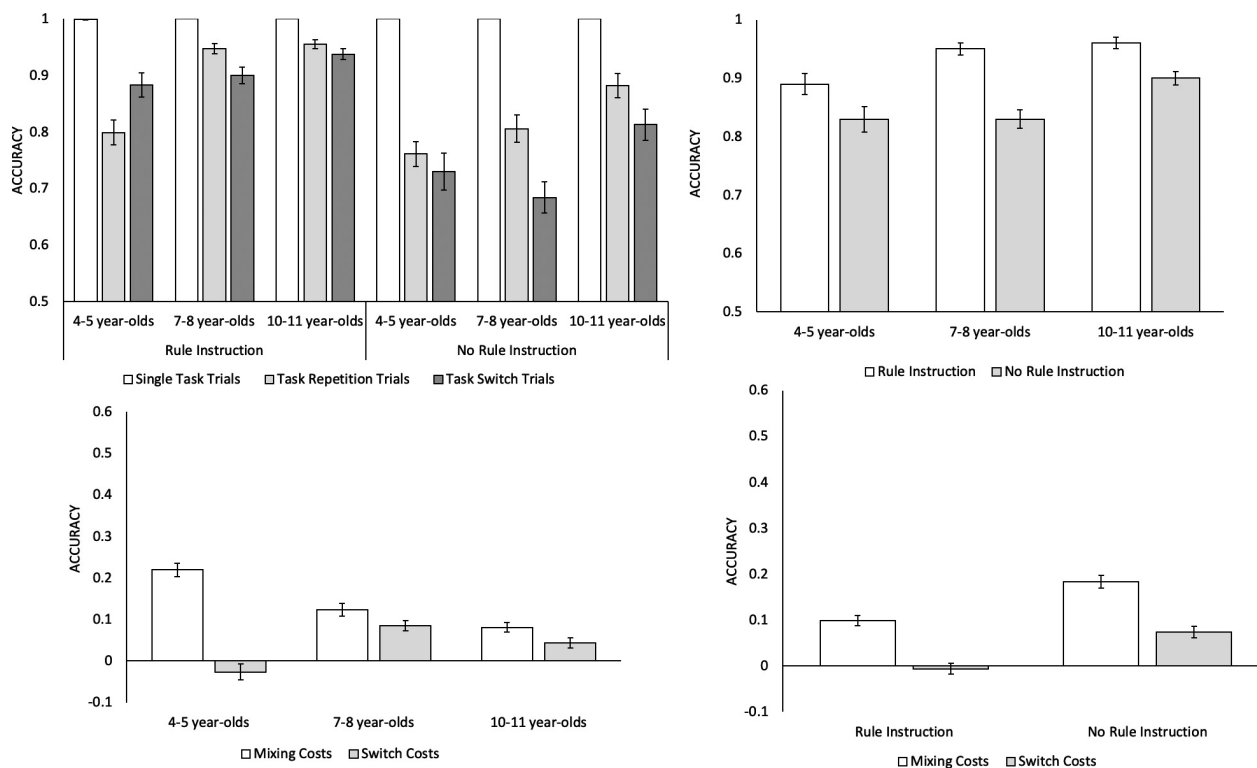 ACCURACY
1
0.9
0.8
0.7
0.6
0.5
4-5 year-olds 7-8 year-olds 10-11 year-olds 4-5 year-olds 7-8 year-olds 10-11 year-olds
Rule Instruction No Rule Instruction
Single Task Trials Task Repetition Trials Task Switch Trials
ACCURACY
1
0.9
0.8
0.7
0.6
0.5
4-5 year-olds 7-8 year-olds 10-11 year-olds
Rule Instruction No Rule Instruction
ACCURACY
0.6
0.5
0.4
0.3
0.2
0.1
0
-0.1
4-5 year-olds 7-8 year-olds 10-11 year-olds
Mixing Costs Switch Costs
ACCURACY
0.6
0.5
0.4
0.3
0.2
0.1
0
-0.1
Rule Instruction No Rule Instruction
Mixing Costs Switch Costs